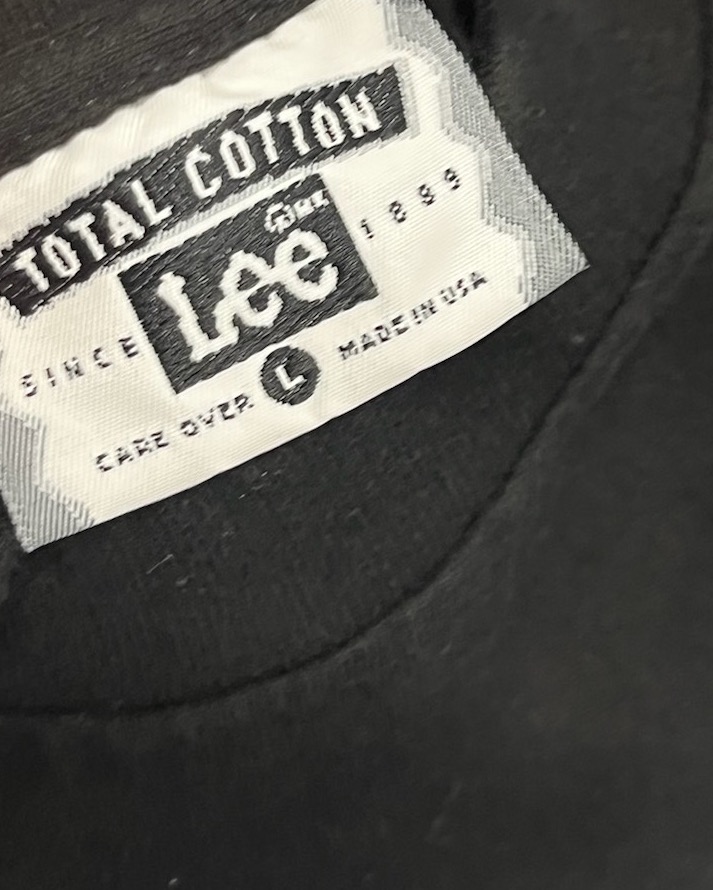 TOTAL COTTON
Lee
SINCE 1889
L
CARE OVER MADE IN USA